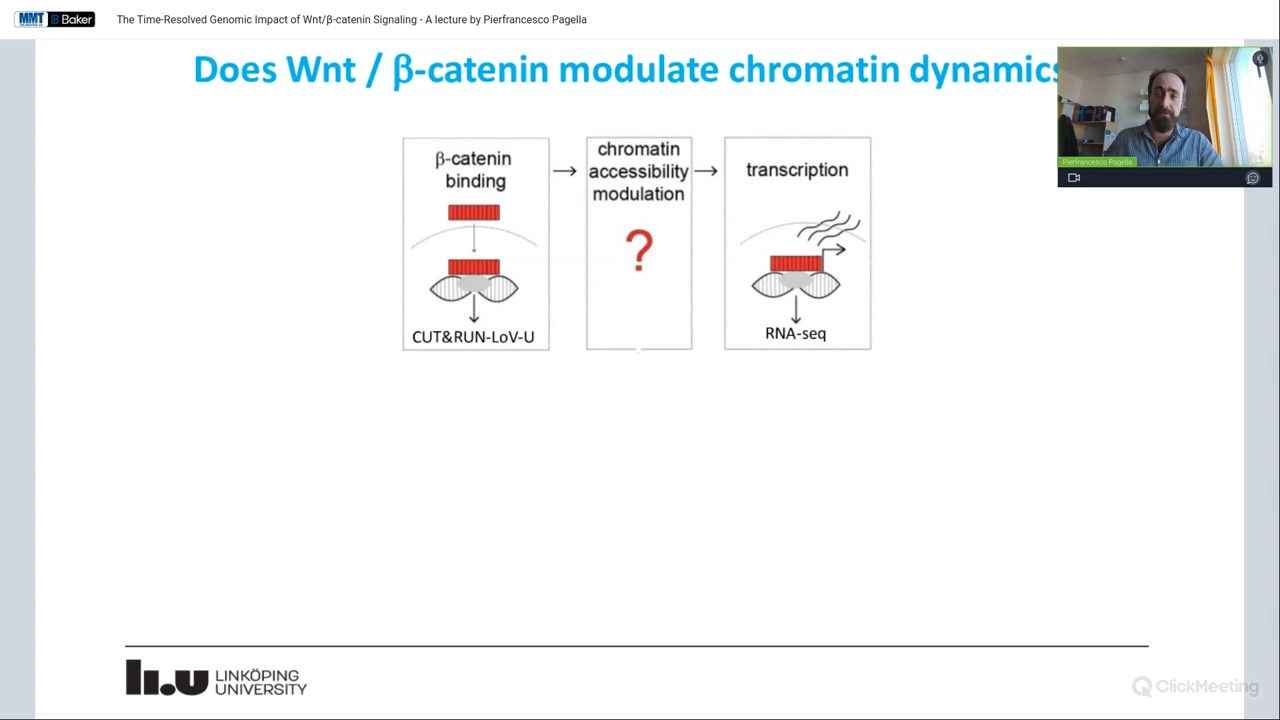 MMT Baker The Time-Resolved Genomic Impact of Wnt/β-catenin Signaling - A lecture by Pierfrancesco Pagella
Does Wnt / β-catenin modulate chromatin dynamics
Pierfrancesco Pagella
β-catenin
binding
CUT&RUN-LoV-U
chromatin
accessibility
modulation
?
transcription
RNA-seq
li.u LINKÖPING
UNIVERSITY
ClickMeeting